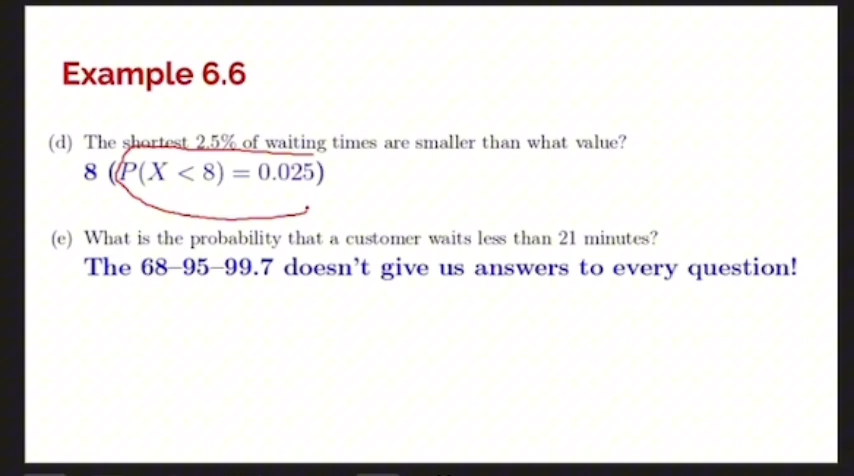 Example 6.6
(d) The shortest 2.5% of waiting times are smaller than what value?
8 (P(X < 8) = 0.025)
(e) What is the probability that a customer waits less than 21 minutes?
The 68–95–99.7 doesn't give us answers to every question!